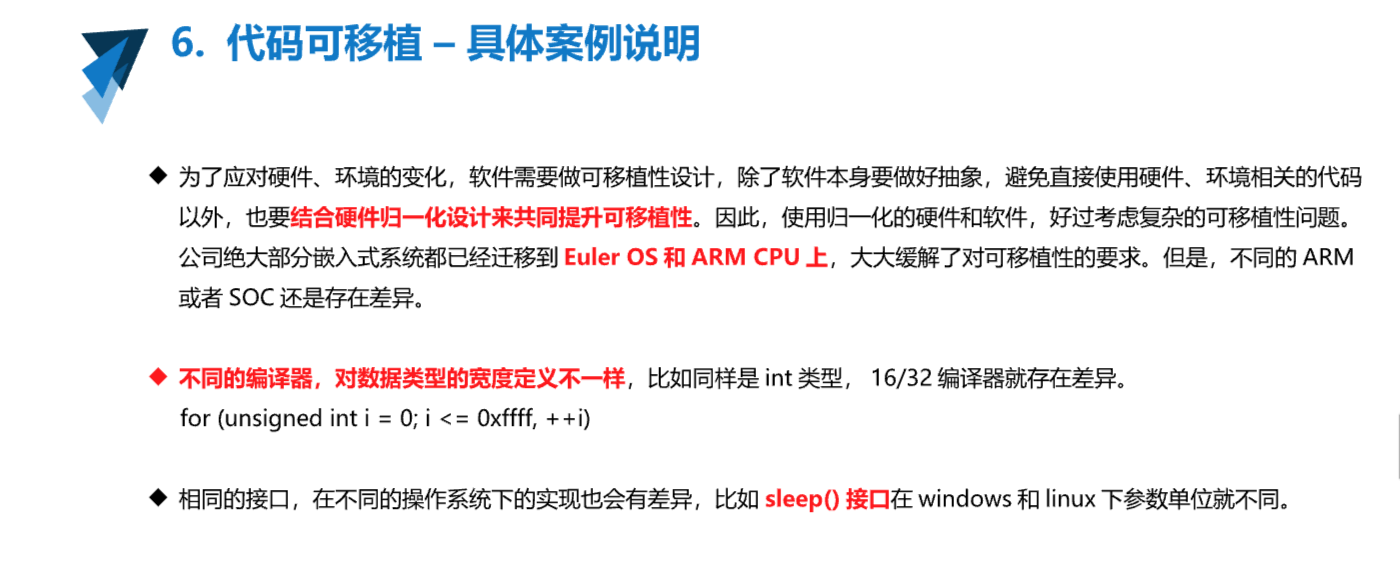 6. 代码可移植 – 具体案例说明
◆ 为了应对硬件、环境的变化，软件需要做可移植性设计，除了软件本身要做好抽象，避免直接使用硬件、环境相关的代码
以外，也要结合硬件归一化设计来共同提升可移植性。因此，使用归一化的硬件和软件，好过考虑复杂的可移植性问题。
公司绝大部分嵌入式系统都已经迁移到 Euler OS 和 ARM CPU 上，大大缓解了对可移植性的要求。但是，不同的 ARM
或者 SOC 还是存在差异。
◆ 不同的编译器，对数据类型的宽度定义不一样，比如同样是 int 类型， 16/32 编译器就存在差异。
for (unsigned int i = 0; i <= 0xffff, ++i)
◆ 相同的接口，在不同的操作系统下的实现也会有差异，比如 sleep() 接口在 windows 和 linux 下参数单位就不同。